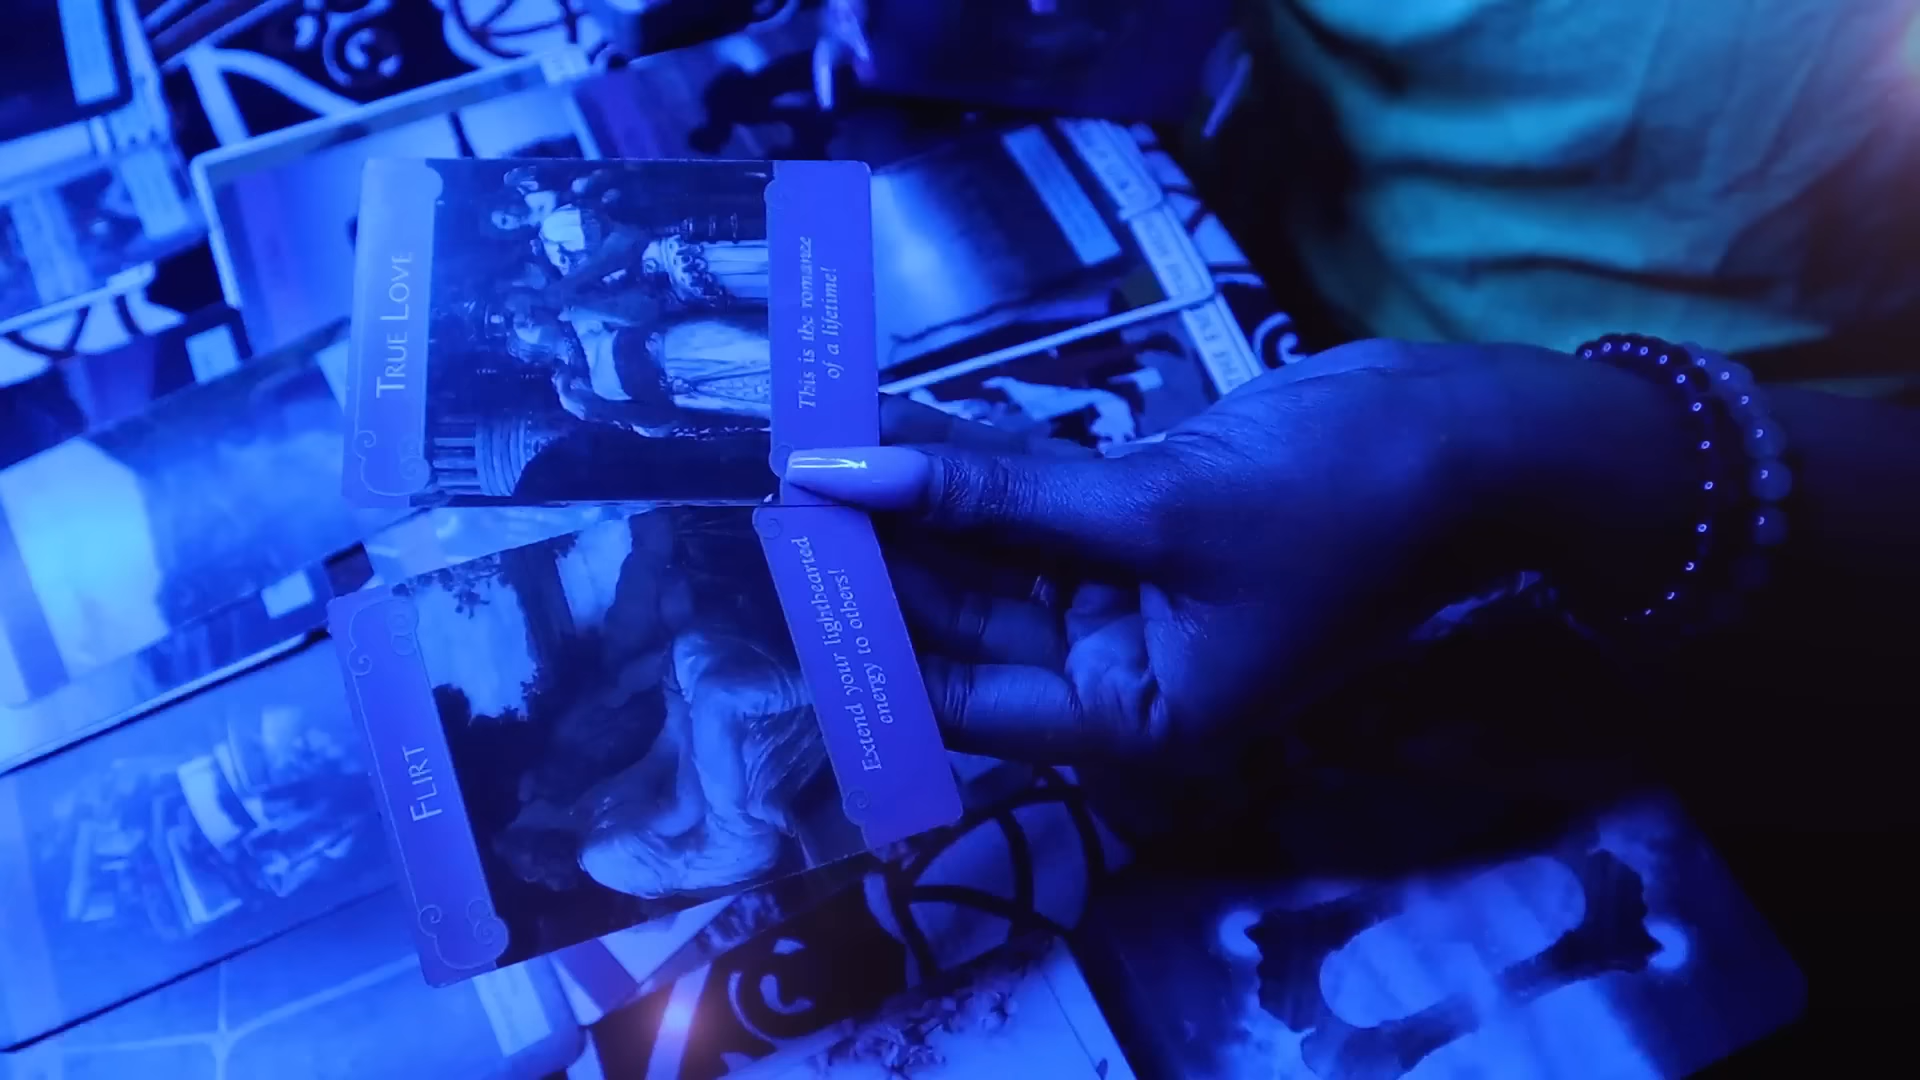 TRUE LOVE
This is the romance
of a lifetime!
FLIRT
Extend your lighthearted
energy to others!